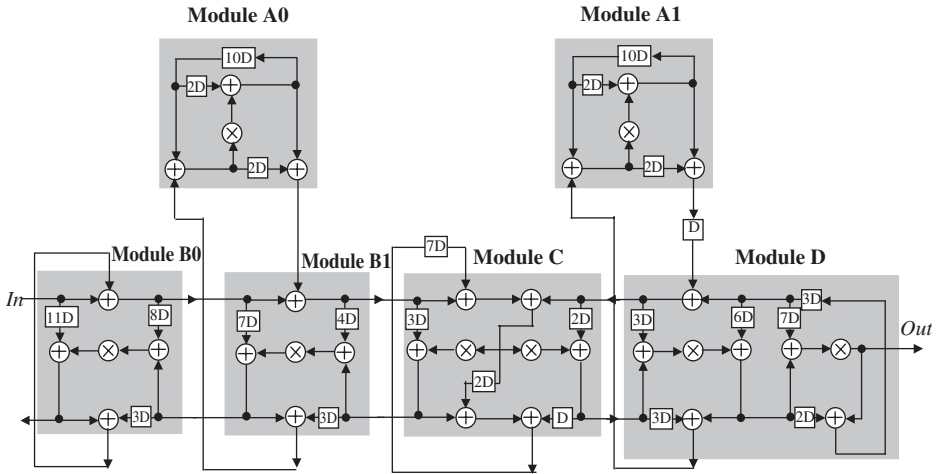 Module A0
Module A1
10D
10D
2D
2D
2D
2D
D
7D
Module B0
Module B1
Module C
Module D
In
11D
8D
7D
4D
3D
2D
3D
6D
7D
3D
Out
2D
3D
3D
D
3D
2D